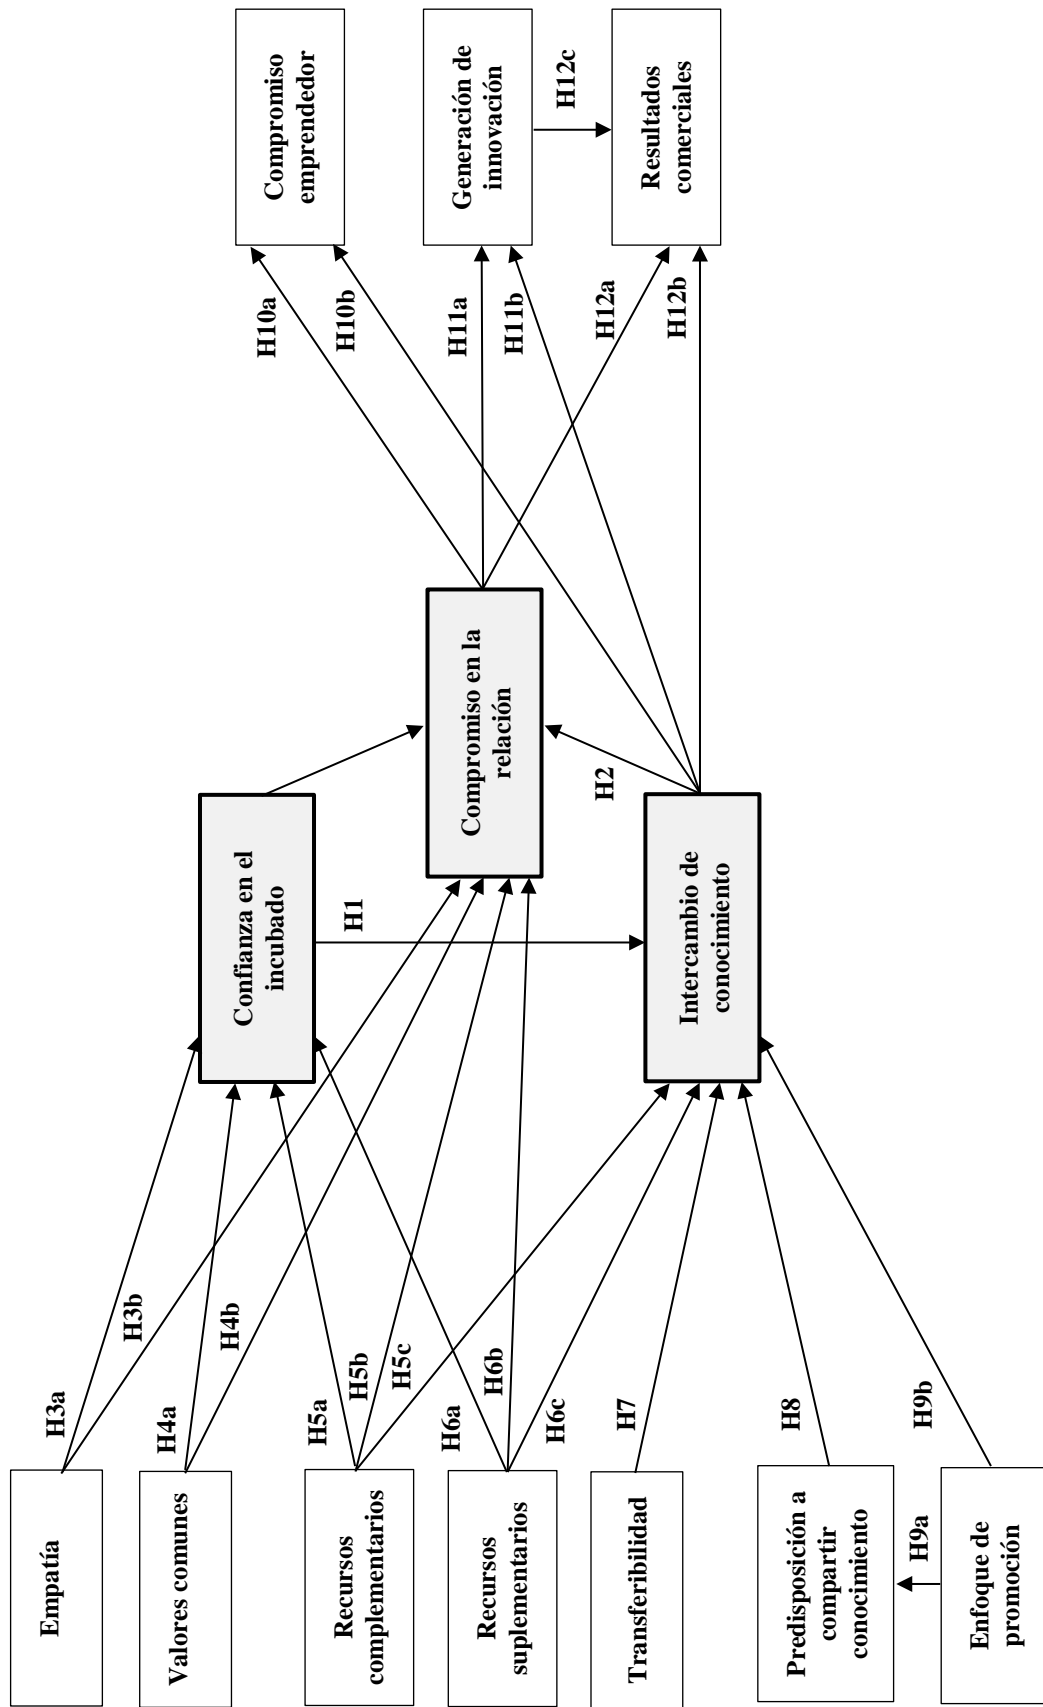 Empatía
Valores comunes
Recursos
complementarios
Recursos
suplementarios
Transferibilidad
Predisposición a
compartir
conocimiento
Enfoque de
promoción
H3a
H3b
H4a
H4b
H5a
H5b
H5c
H6a
H6b
H6c
H7
H8
H9a
H9b
Confianza en el
incubado
H1
Intercambio de
conocimiento
H2
Compromiso en la
relación
H10a
H10b
H11a
H11b
H12a
H12b
Compromiso
emprendedor
Generación de
innovación
H12c
Resultados
comerciales